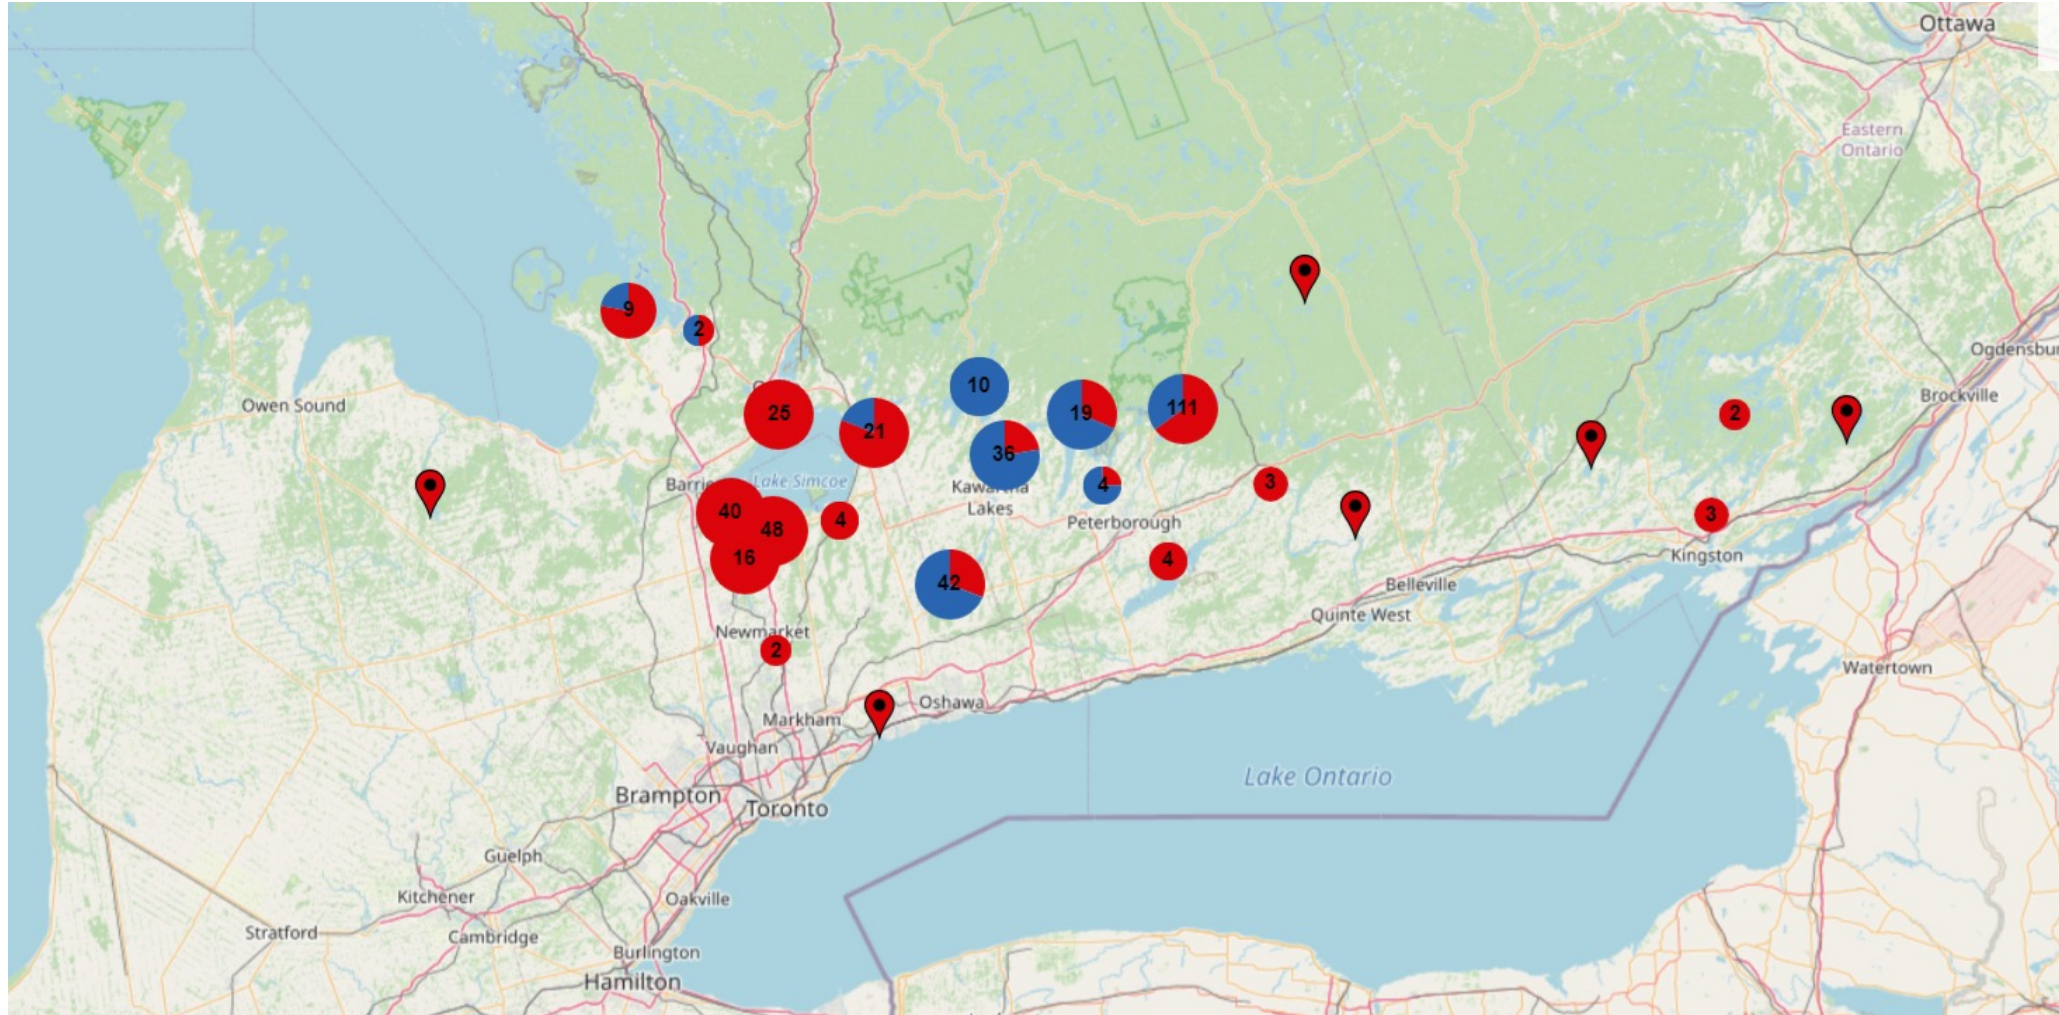 Ottawa
Eastern
Ontario
9
2
Ogdensbu
10
Brockville
Owen Sound
25
19
111
2
21
36
Barrie
Lake Simcoe
Kawartha
Lakes
4
3
40
48
4
Peterborough
3
16
4
Kingston
42
Belleville
Quinte West
Newmarket
2
Watertown
Oshawa
Markham
Vaughan
Lake Ontario
Brampton
Toronto
Guelph
Kitchener
Oakville
Stratford
Cambridge
Burlington
Hamilton